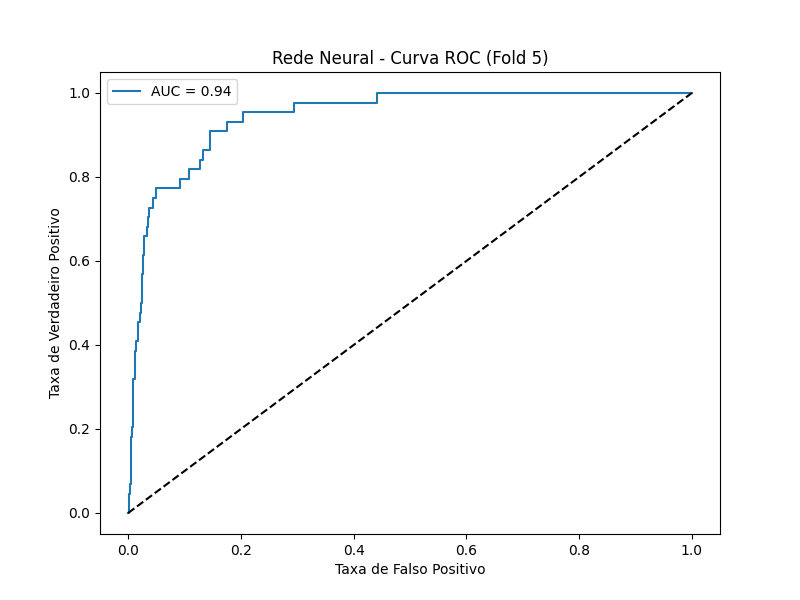 Rede Neural - Curva ROC (Fold 5)
AUC = 0.94
Taxa de Verdadeiro Positivo
1.0
0.8
0.6
0.4
0.2
0.0
0.0 0.2 0.4 0.6 0.8 1.0
Taxa de Falso Positivo